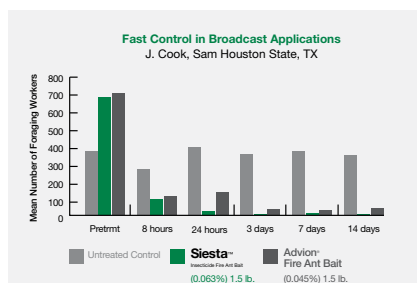 Fast Control in Broadcast Applications
J. Cook, Sam Houston State, TX
Mean Number of Foraging Workers
800
700
600
500
400
300
200
100
0
Pretrmt 8 hours 24 hours 3 days 7 days 14 days
Untreated Control
Siesta™
Insecticide Fire Ant Bait
(0.063%) 1.5 lb.
Advion®
Fire Ant Bait
(0.045%) 1.5 lb.